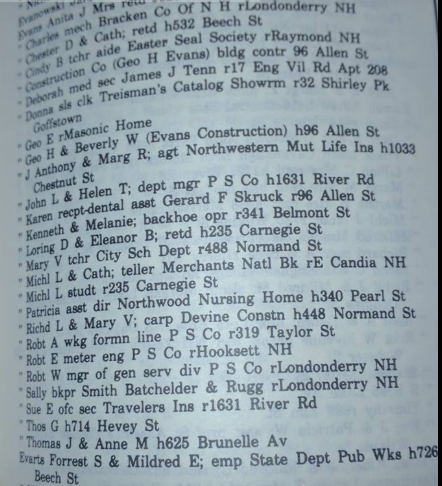 Evans Anita J Mrs retd h532 Beech St
" Charles mech Bracken Co Of N H rLondonderry NH
" Chester D & Cath; retd h532 Beech St
" Cindy B tchr aide Easter Seal Society rRaymond NH
" Construction Co (Geo H Evans) bldg contr 96 Allen St
" Deborah med sec James J Tenn r17 Eng Vil Rd Apt 208
" Donna sls clk Treisman's Catalog Showrm r32 Shirley Pk
Goffstown
" Geo E rMasonic Home
" Geo H & Beverly W (Evans Construction) h96 Allen St
" J Anthony & Marg R; agt Northwestern Mut Life Ins h1033
Chestnut St
" John L & Helen T; dept mgr P S Co h1631 River Rd
" Karen recpt-dental asst Gerard F Skruck r96 Allen St
" Kenneth & Melanie; backhoe opr r341 Belmont St
" Loring D & Eleanor B; retd h235 Carnegie St
" Mary V tchr City Sch Dept r488 Normand St
" Michl L & Cath; teller Merchants Natl Bk rE Candia NH
" Michl L studt r235 Carnegie St
" Patricia asst dir Northwood Nursing Home h340 Pearl St
" Richd L & Mary V; carp Devine Constn h448 Normand St
" Robt A wkg formn line P S Co r319 Taylor St
" Robt E meter eng P S Co rHooksett NH
" Robt W mgr of gen serv div P S Co rLondonderry NH
" Sally bkpr Smith Batchelder & Rugg rLondonderry NH
" Sue E ofc sec Travelers Ins r1631 River Rd
" Thos G h714 Hevey St
" Thomas J & Anne M h625 Brunelle Av
Evarts Forrest S & Mildred E; emp State Dept Pub Wks h726
Beech St